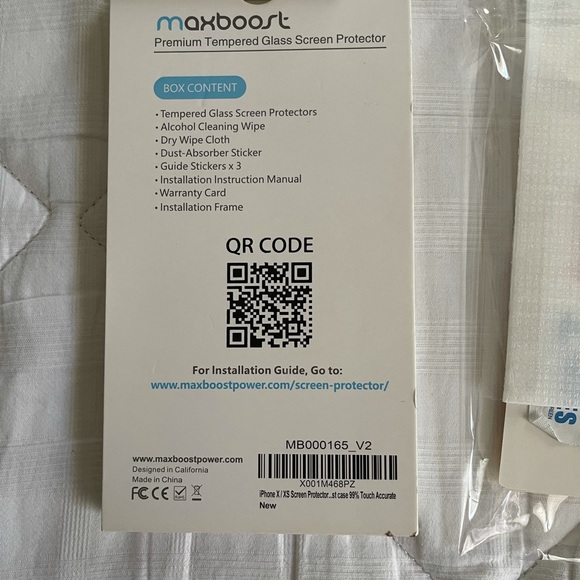 maxboost
Premium Tempered Glass Screen Protector
BOX CONTENT
• Tempered Glass Screen Protectors
• Alcohol Cleaning Wipe
• Dry Wipe Cloth
• Dust-Absorber Sticker
• Guide Stickers x 3
• Installation Instruction Manual
• Warranty Card
• Installation Frame
QR CODE
For Installation Guide, Go to:
www.maxboostpower.com/screen-protector/
MB000165_V2
www.maxboostpower.com
Designed in California
Made in China
FC CE
X001M468PZ
iPhone X / XS Screen Protector...st case 99% Touch Accurate
New